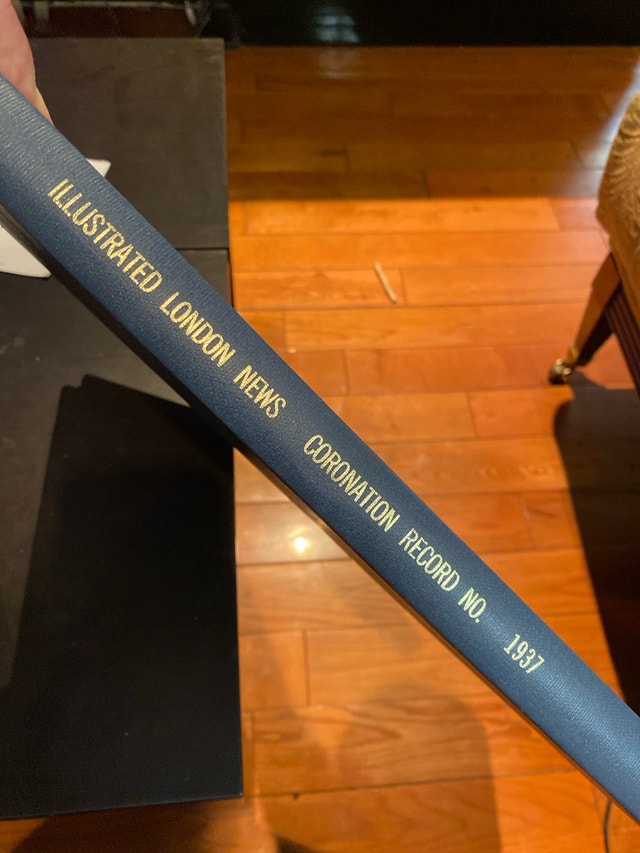 ILLUSTRATED LONDON NEWS CORONATION RECORD NO. 1937